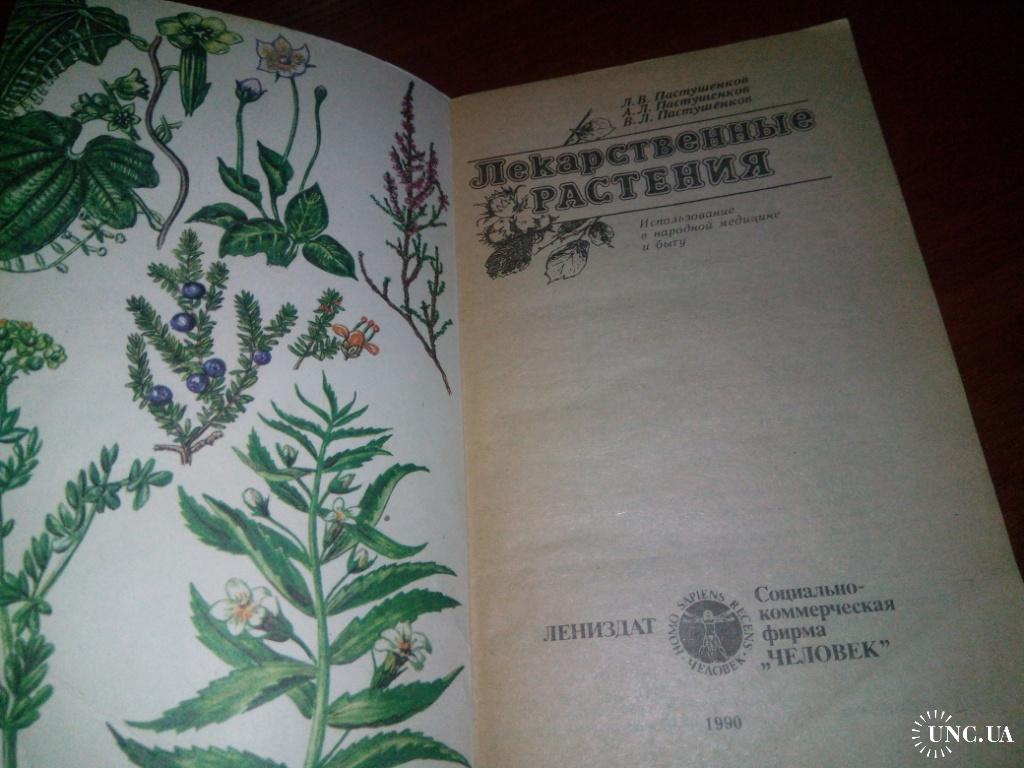 Л. В. Пастушенков
А. Л. Пастушенков
В. Л. Пастушенков
Лекарственные
РАСТЕНИЯ
Использование
в народной медицине
и быту
ЛЕНИЗДАТ
HOMO SAPIENS RECENS
ЧЕЛОВЕК
Социально-
коммерческая
фирма
„ЧЕЛОВЕК”
1990
UNC.UA